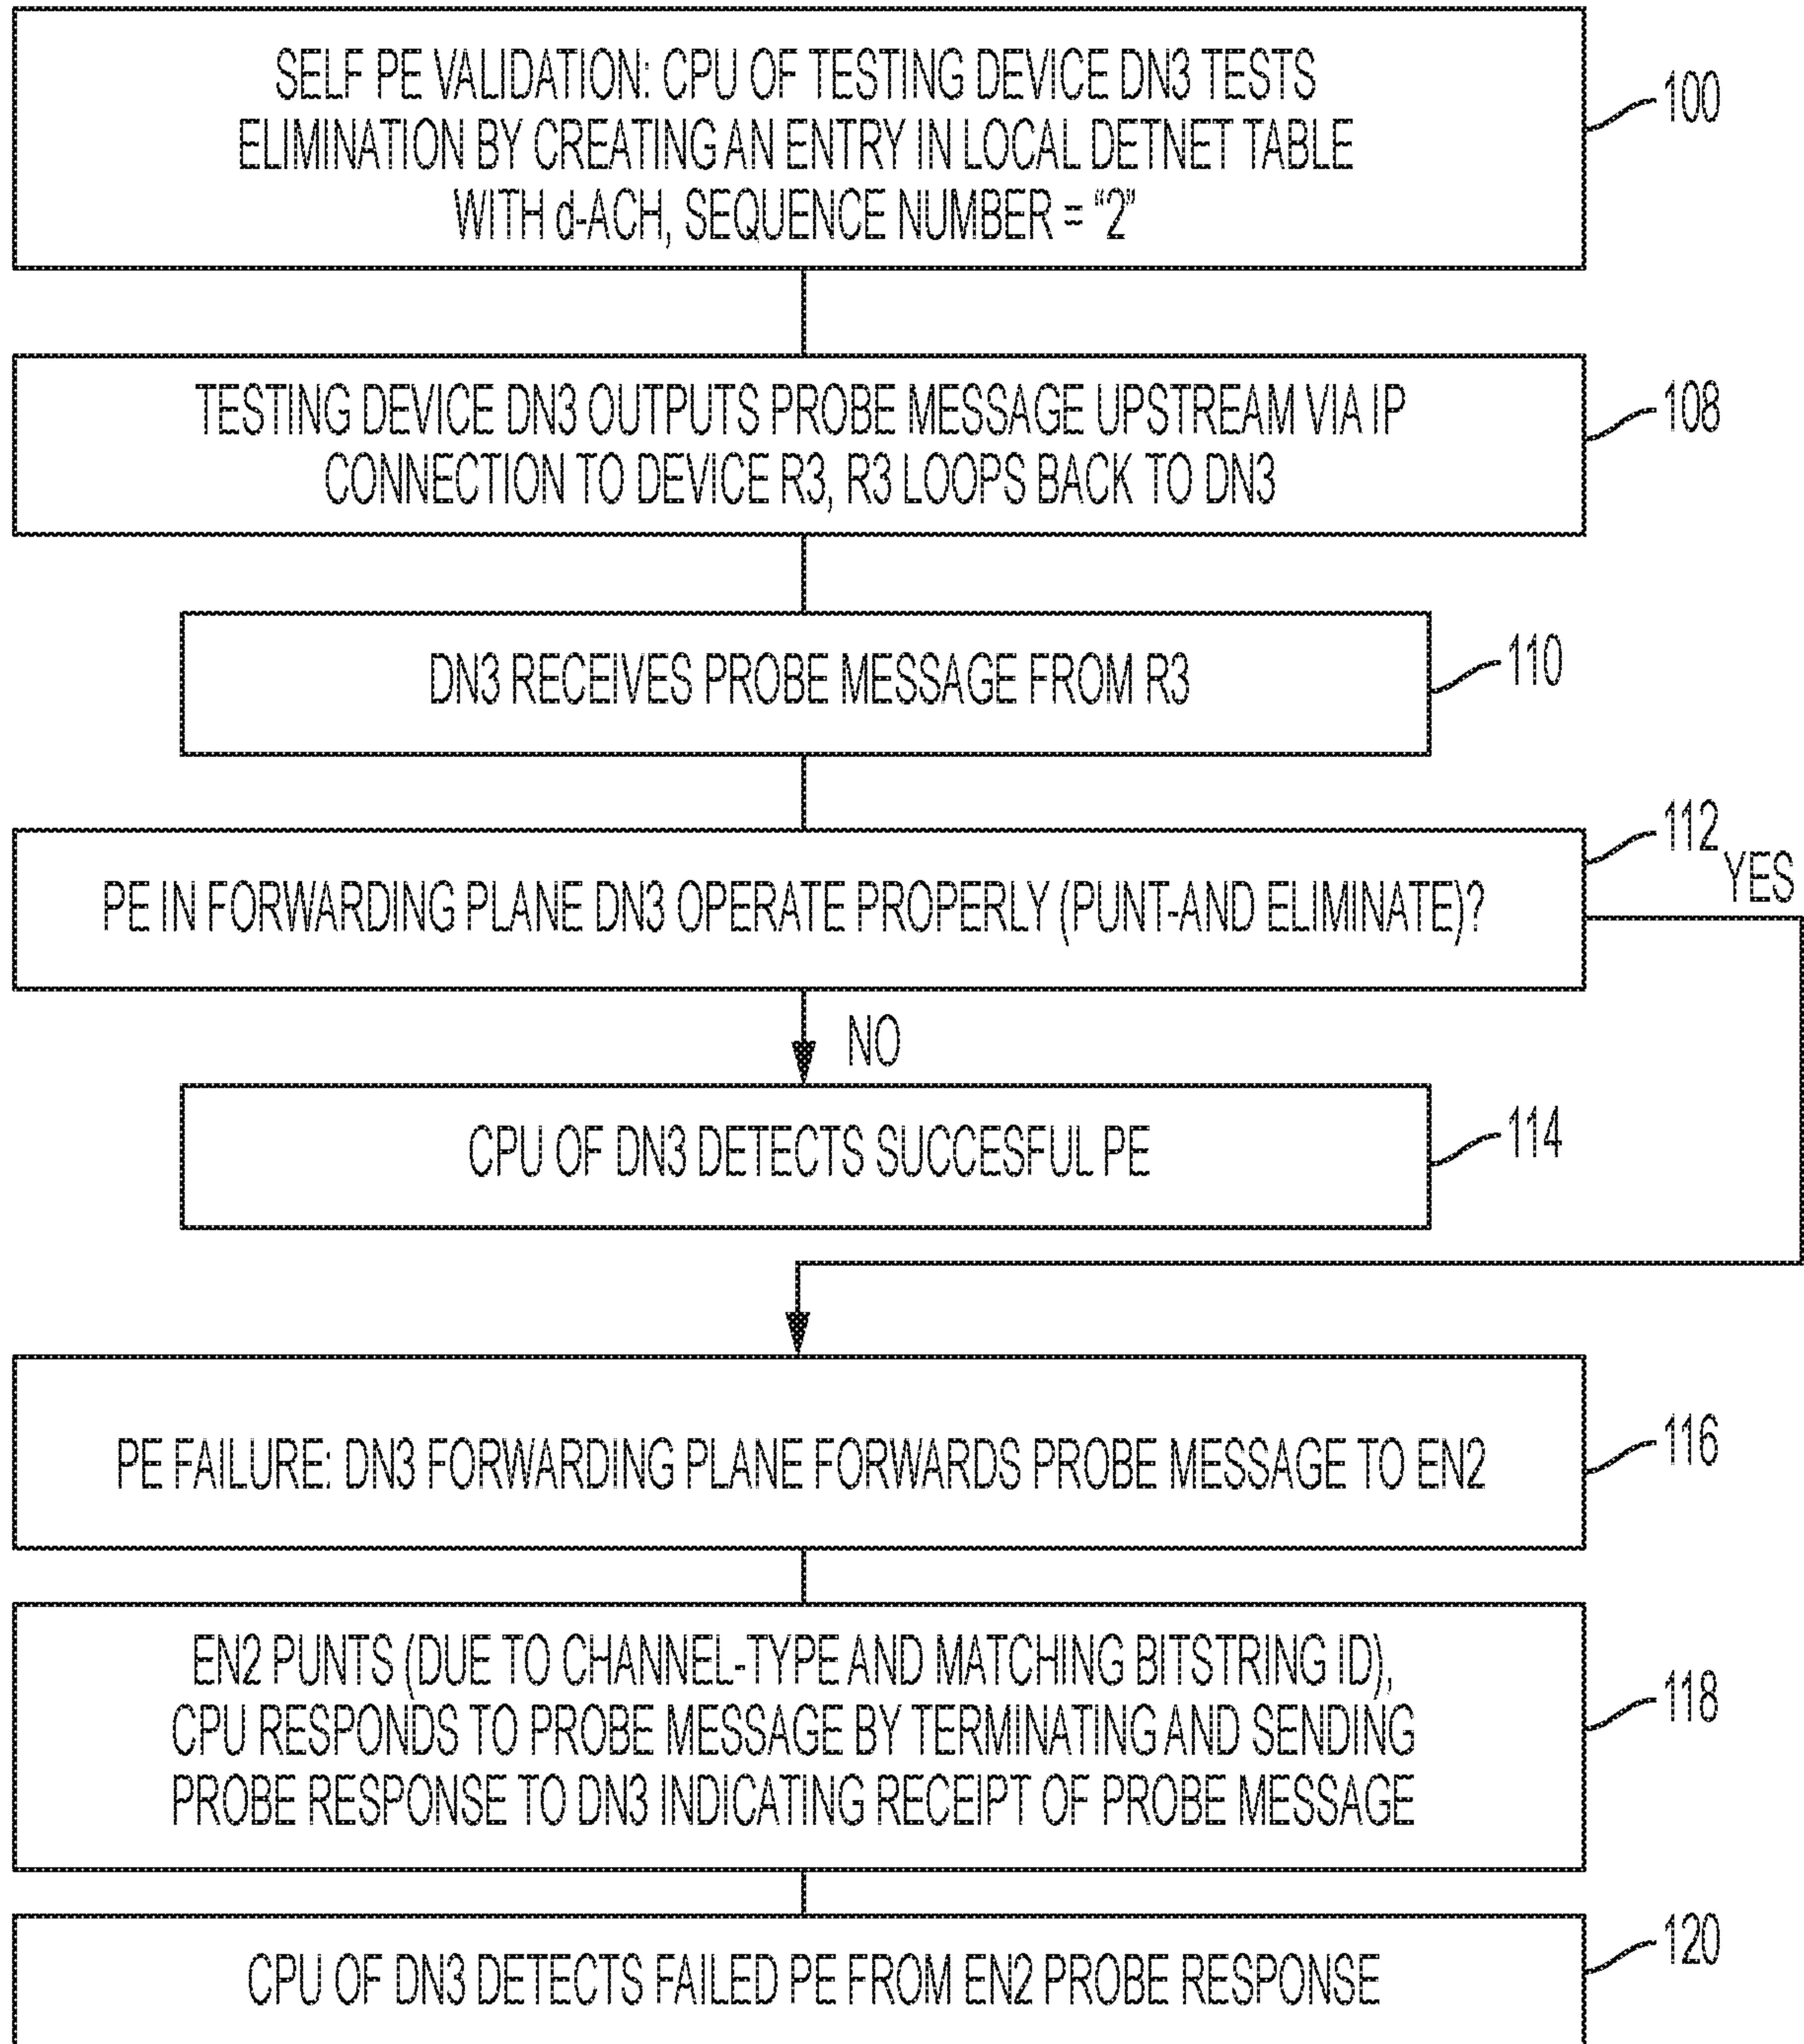 SELF PE VALIDATION: CPU OF TESTING DEVICE DN3 TESTS
ELIMINATION BY CREATING AN ENTRY IN LOCAL DETNET TABLE
WITH d-ACH, SEQUENCE NUMBER = “2”
100
TESTING DEVICE DN3 OUTPUTS PROBE MESSAGE UPSTREAM VIA IP
CONNECTION TO DEVICE R3, R3 LOOPS BACK TO DN3
108
DN3 RECEIVES PROBE MESSAGE FROM R3
110
PE IN FORWARDING PLANE DN3 OPERATE PROPERLY (PUNT-AND ELIMINATE)?
112
YES
NO
CPU OF DN3 DETECTS SUCCESFUL PE
114
PE FAILURE: DN3 FORWARDING PLANE FORWARDS PROBE MESSAGE TO EN2
116
EN2 PUNTS (DUE TO CHANNEL-TYPE AND MATCHING BITSTRING ID),
CPU RESPONDS TO PROBE MESSAGE BY TERMINATING AND SENDING
PROBE RESPONSE TO DN3 INDICATING RECEIPT OF PROBE MESSAGE
118
CPU OF DN3 DETECTS FAILED PE FROM EN2 PROBE RESPONSE
120